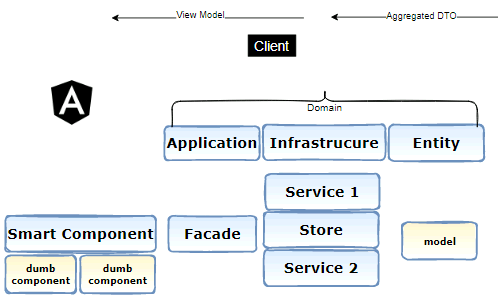 View Model
Aggregated DTO
Client
Domain
Application
Infrastrucure
Entity
Service 1
Smart Component
Facade
Store
model
dumb
component
dumb
component
Service 2